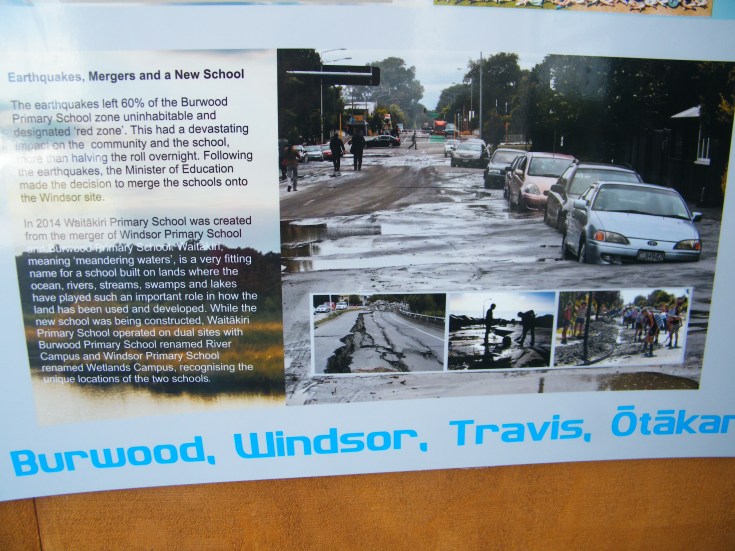 Earthquakes, Mergers and a New School
The earthquakes left 60% of the Burwood
Primary School zone uninhabitable and
designated 'red zone'. This had a devastating
impact on the community and the school,
more than halving the roll overnight. Following
the earthquakes, the Minister of Education
made the decision to merge the schools onto
the Windsor site.
In 2014 Waitākiri Primary School was created
from the merger of Windsor Primary School
and Burwood Primary School. Waitākiri,
meaning 'meandering waters', is a very fitting
name for a school built on lands where the
ocean, rivers, streams, swamps and lakes
have played such an important role in how the
land has been used and developed. While the
new school was being constructed, Waitākiri
Primary School operated on dual sites with
Burwood Primary School renamed River
Campus and Windsor Primary School
renamed Wetlands Campus, recognising the
unique locations of the two schools.
Burwood, Windsor, Travis, Ōtākar